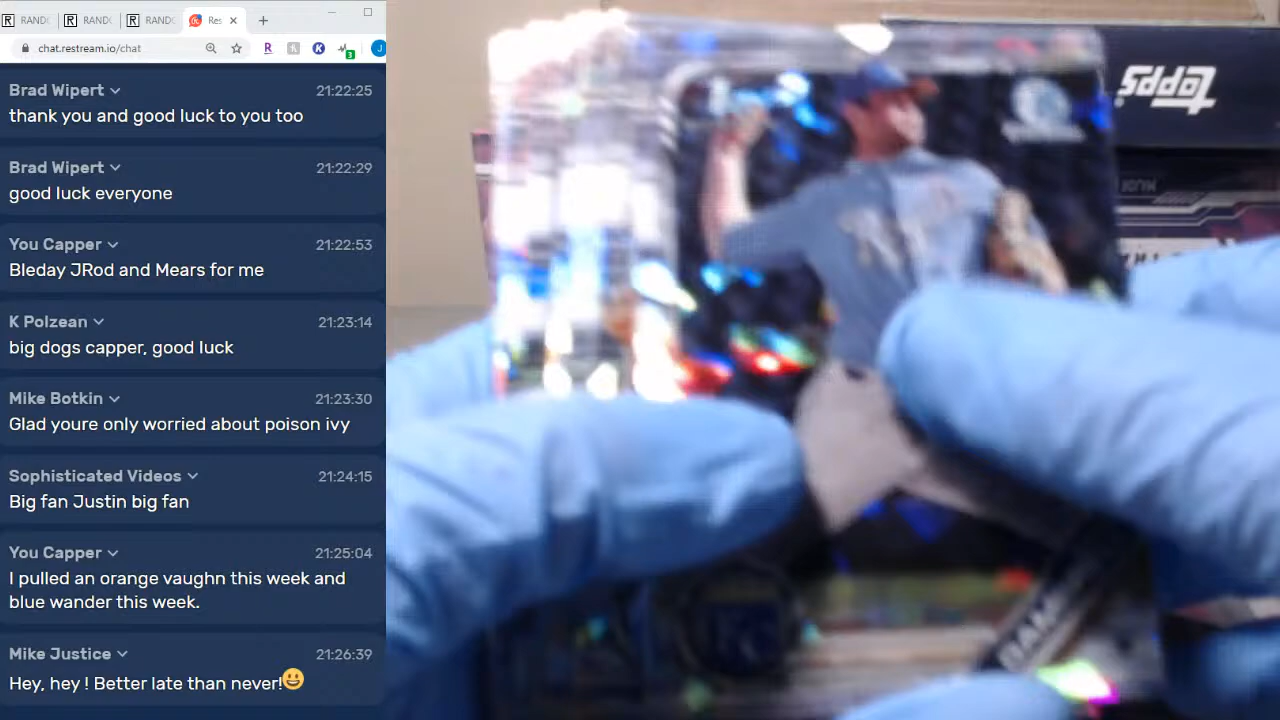 RANDO
RANDO
RANDO
Res
chat.restream.io/chat
Brad Wipert 21:22:25
thank you and good luck to you too
Brad Wipert 21:22:29
good luck everyone
You Capper 21:22:53
Bleday JRod and Mears for me
K Polzean 21:23:14
big dogs capper, good luck
Mike Botkin 21:23:30
Glad youre only worried about poison ivy
Sophisticated Videos 21:24:15
Big fan Justin big fan
You Capper 21:25:04
I pulled an orange vaughn this week and
blue wander this week.
Mike Justice 21:26:39
Hey, hey ! Better late than never!😀
Topps
KC